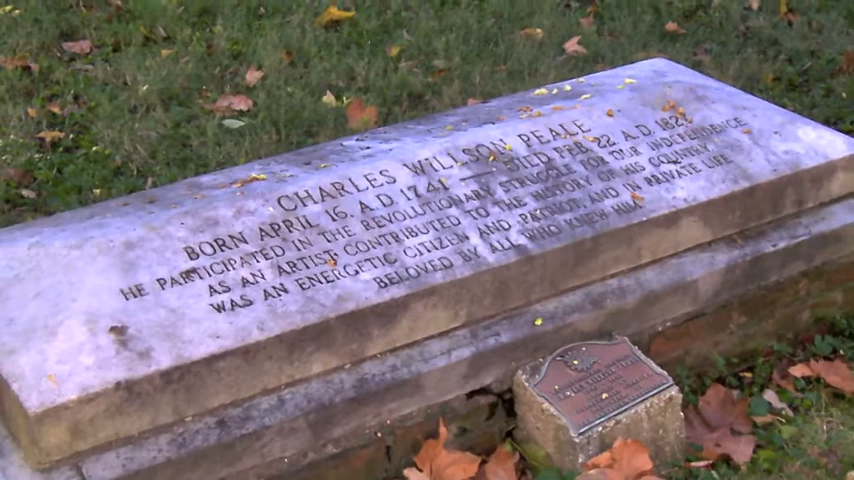 CHARLES WILLSON PEALE
BORN APRIL 16, A.D. 1741 — DIED FEB. 22 A.D.
HE PARTICIPATED IN THE REVOLUTIONARY STRUGGLE FOR OUR INDEPENDENCE
AS AN ARTIST CONTRIBUTED TO THE HISTORY OF HIS COUNTRY
WAS AN ENERGETIC CITIZEN AND PATRIOT, AND IN PRIVATE LIFE
BELOVED BY ALL WHO KNEW HIM